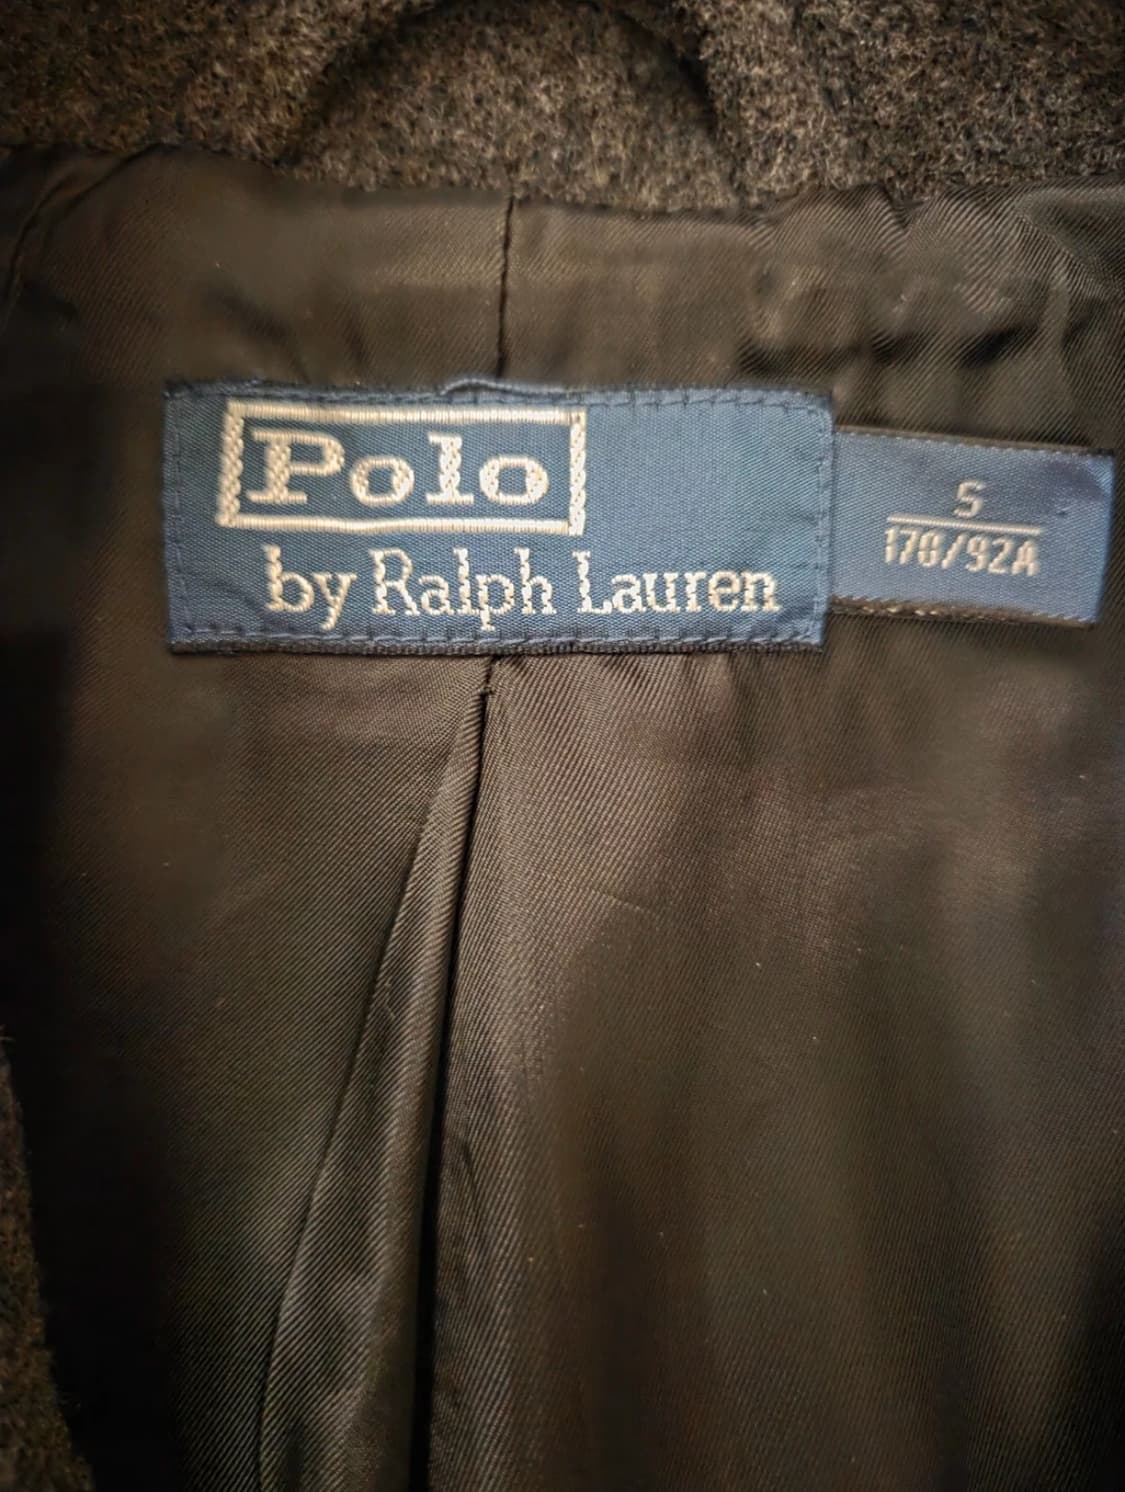 Polo
by Ralph Lauren
S
170/92A